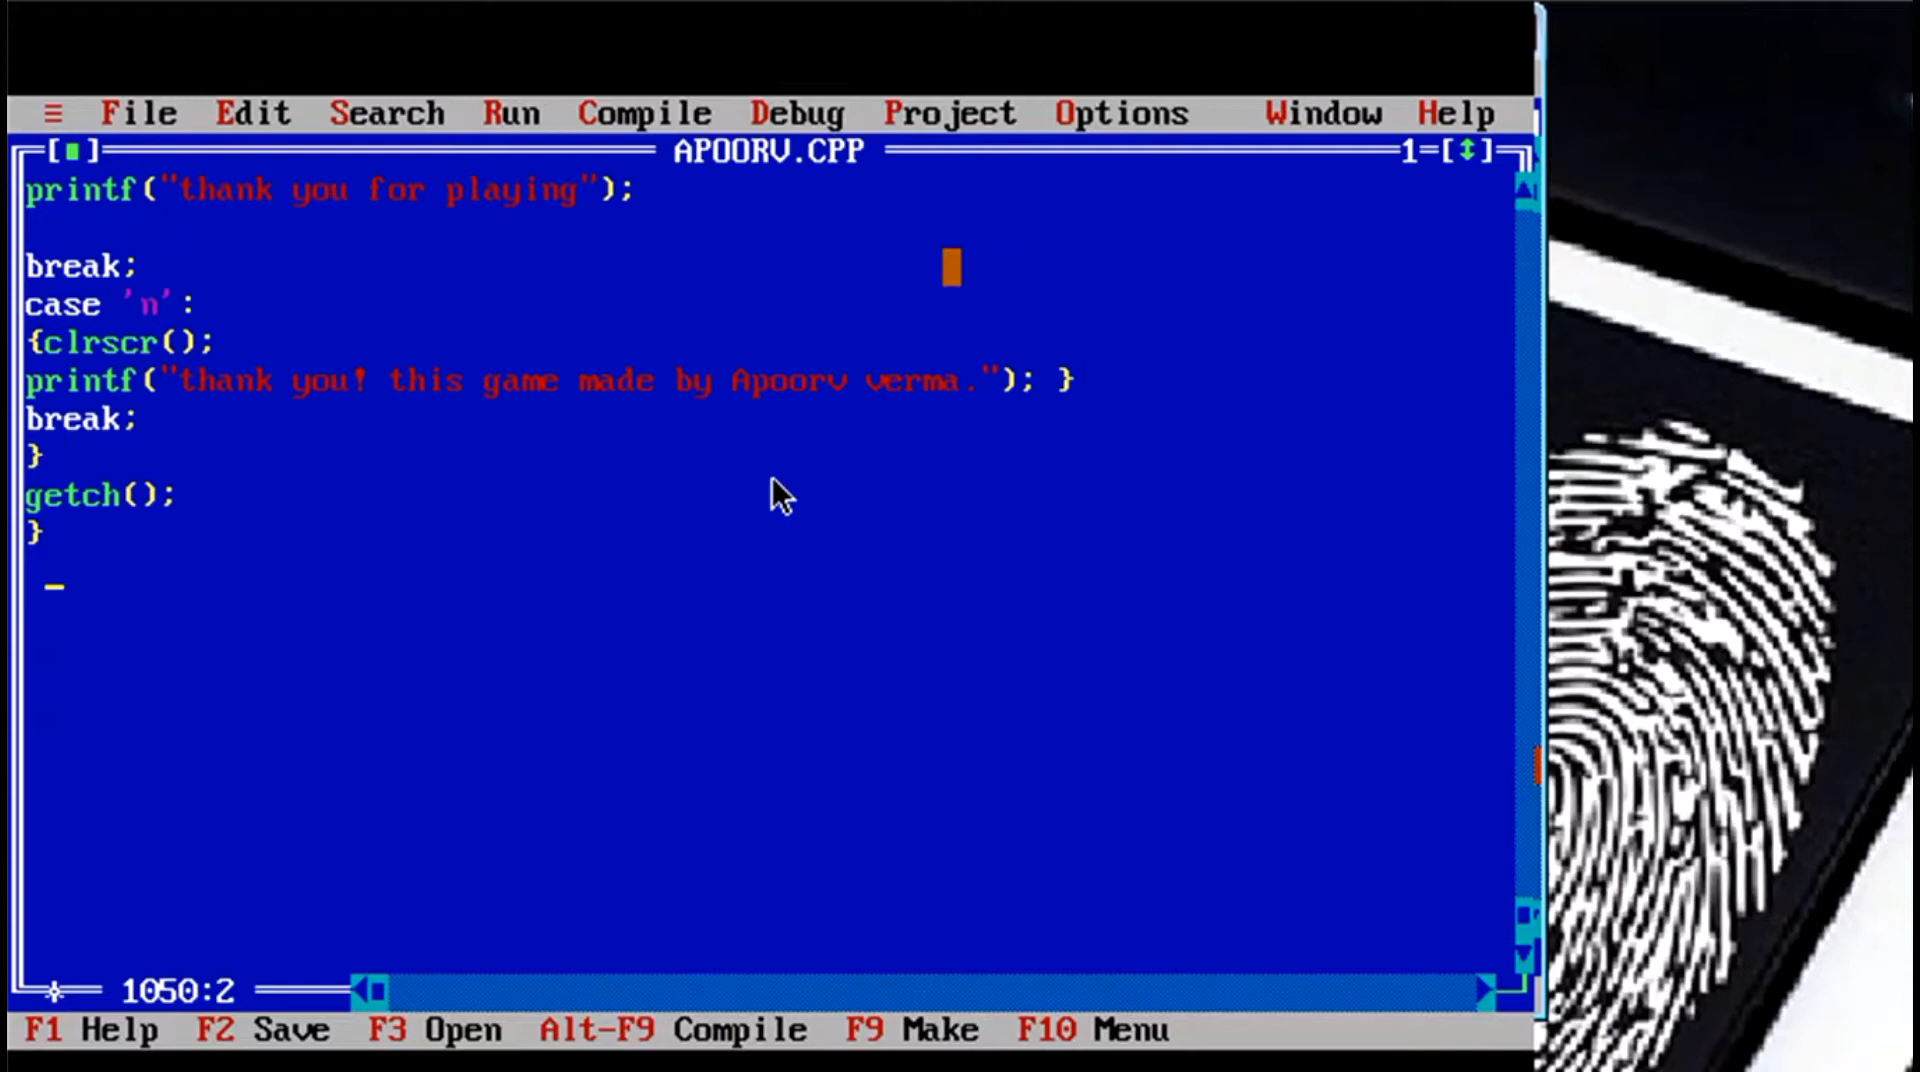 ≡ File Edit Search Run Compile Debug Project Options Window Help
[■] APOORV.CPP 1=[↕]
printf("thank you for playing");
break;
case 'n':
{clrscr();
printf("thank you! this game made by Apoorv verma."); }
break;
}
getch();
}
1050:2
F1 Help F2 Save F3 Open Alt-F9 Compile F9 Make F10 Menu